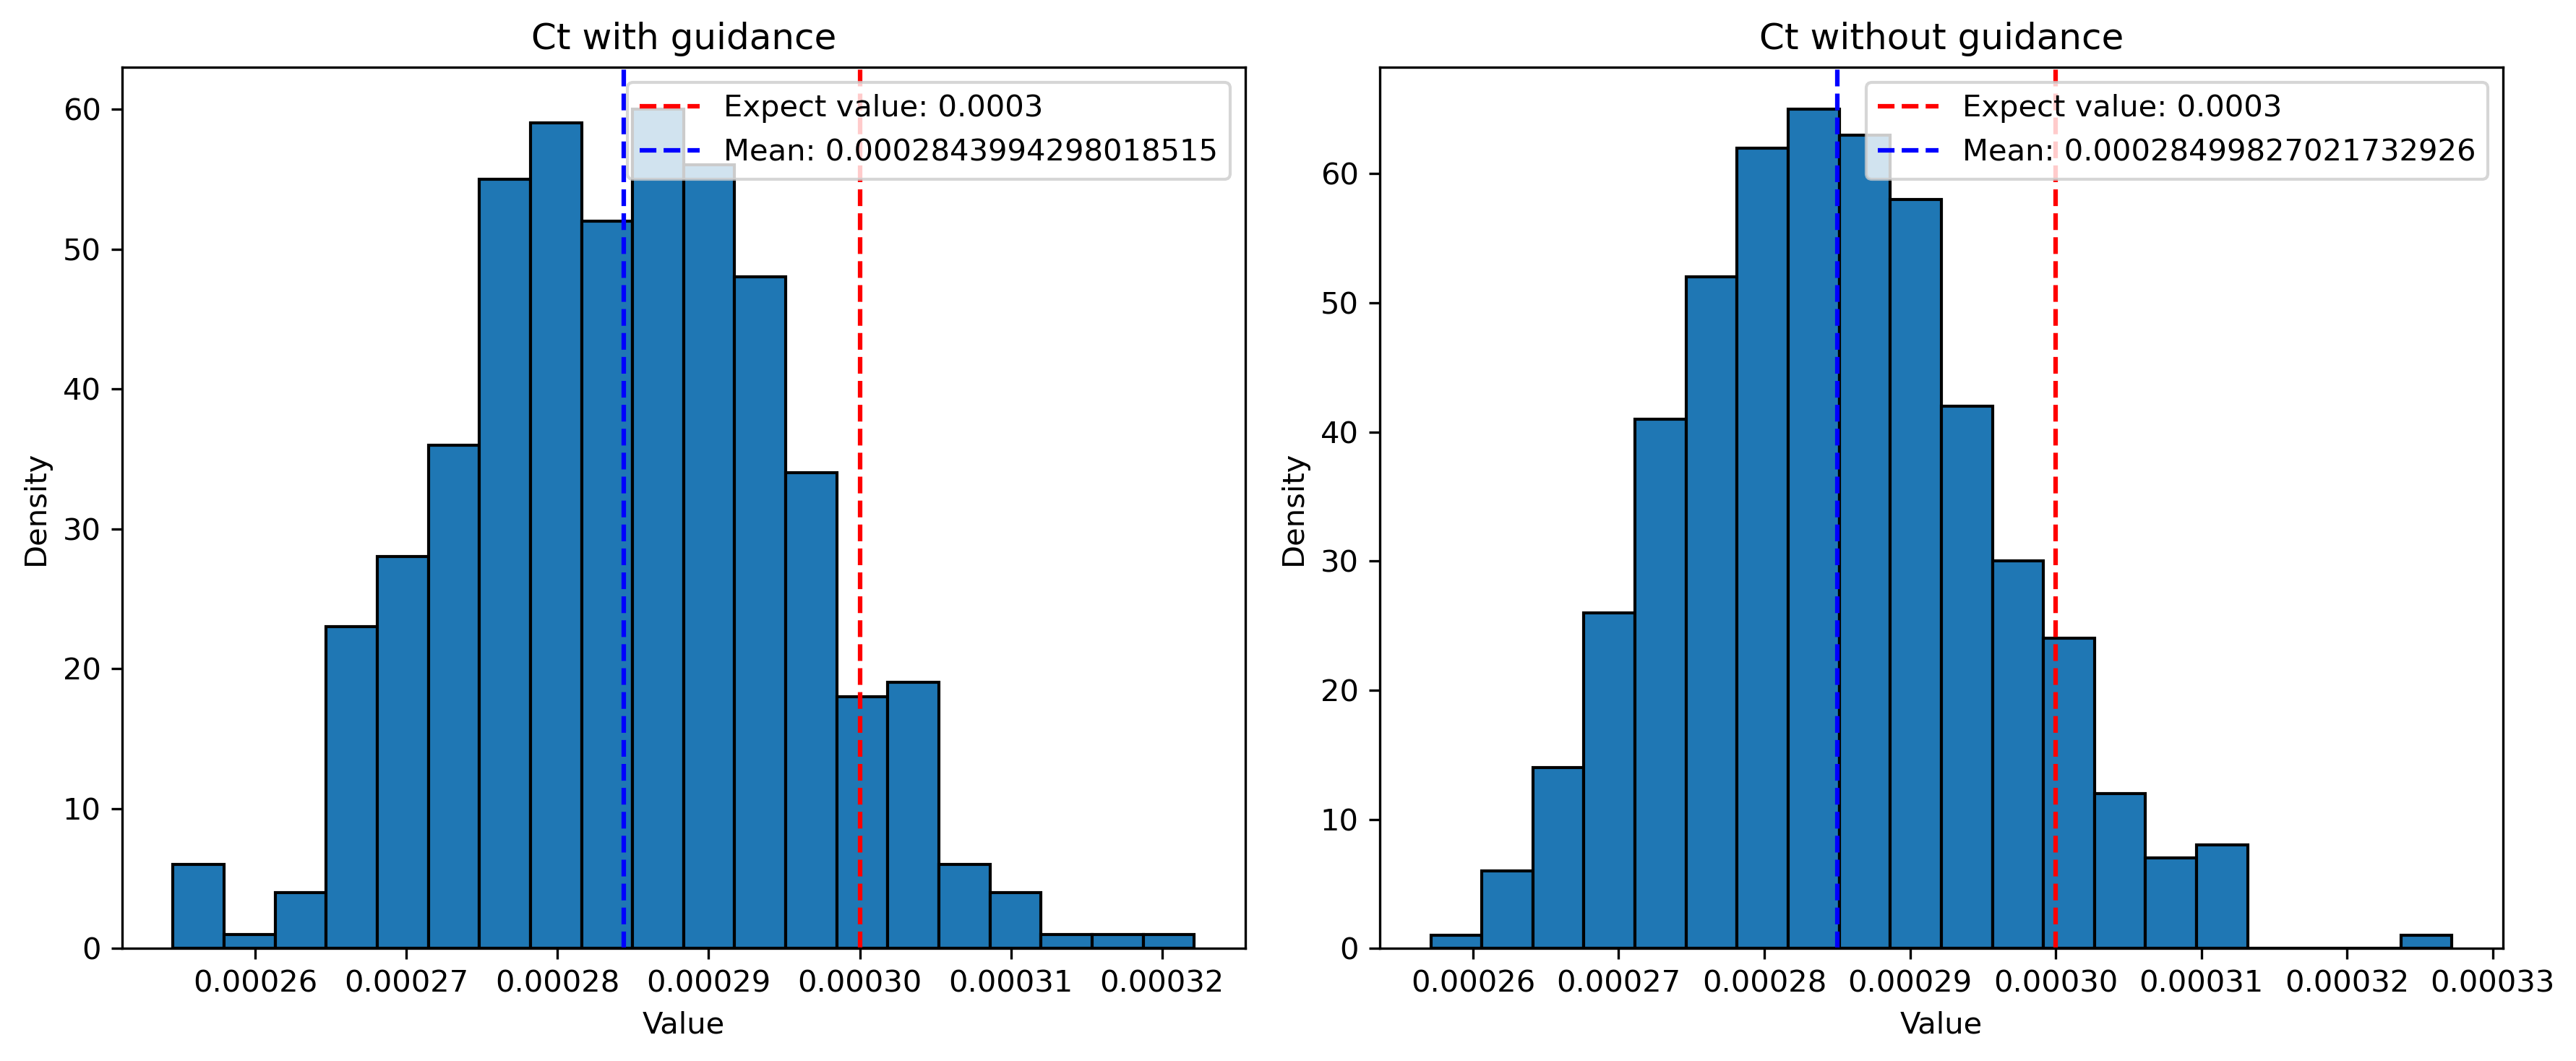 Ct with guidance
Expect value: 0.0003
Mean: 0.0002843994298018515
60
50
40
30
20
10
0
Density
0.00026 0.00027 0.00028 0.00029 0.00030 0.00031 0.00032
Value
Ct without guidance
Expect value: 0.0003
Mean: 0.00028499827021732926
60
50
40
30
20
10
0
Density
0.00026 0.00027 0.00028 0.00029 0.00030 0.00031 0.00032 0.00033
Value